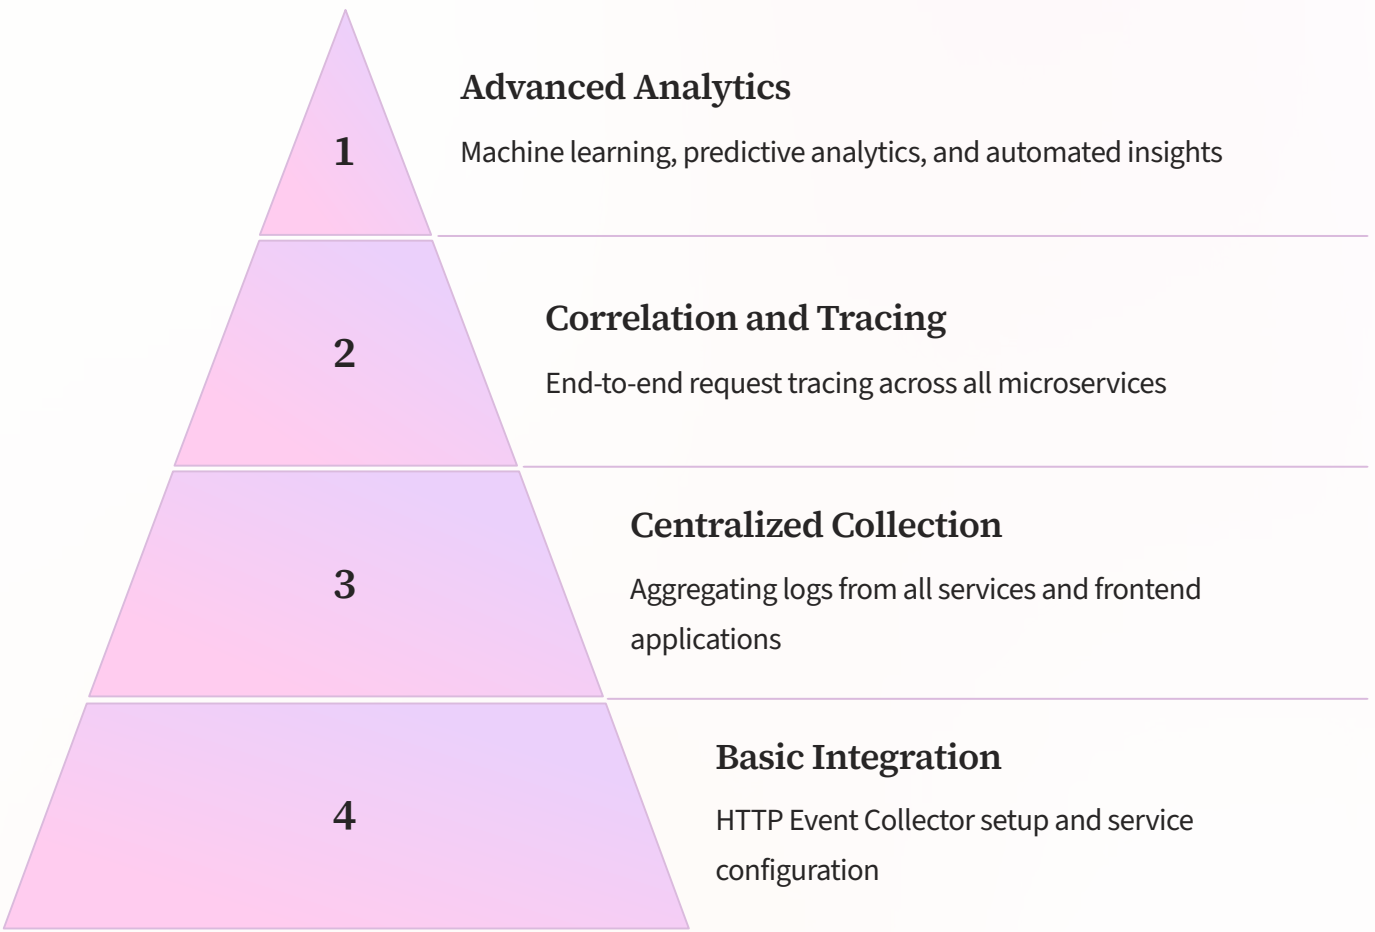 1
Advanced Analytics
Machine learning, predictive analytics, and automated insights
2
Correlation and Tracing
End-to-end request tracing across all microservices
3
Centralized Collection
Aggregating logs from all services and frontend
applications
4
Basic Integration
HTTP Event Collector setup and service
configuration